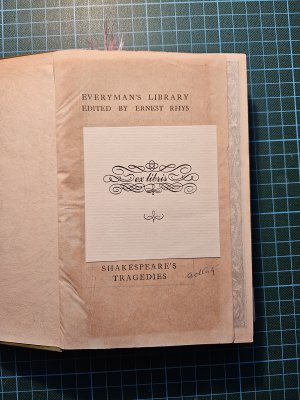 EVERYMAN'S LIBRARY
EDITED BY ERNEST RHYS
ex libris
SHAKESPEARE'S
TRAGEDIES